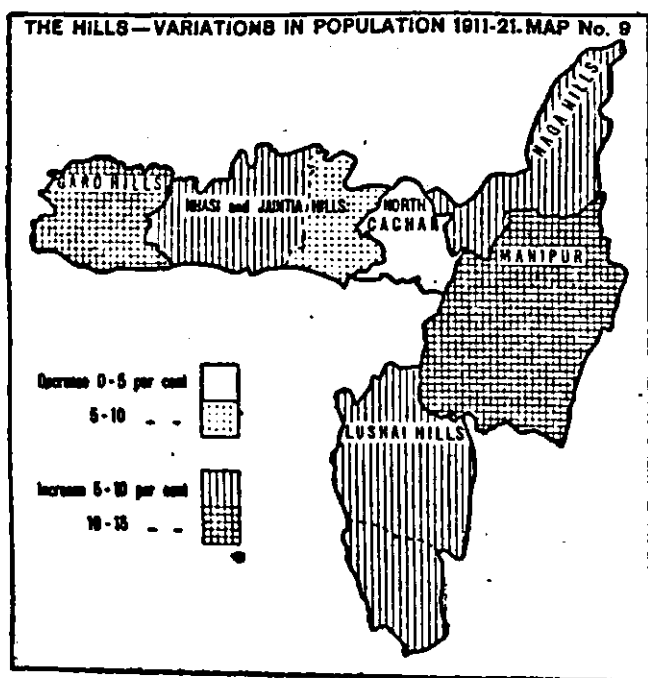 THE HILLS—VARIATIONS IN POPULATION 1911-21. MAP No. 9
NAGA HILLS
GARO HILLS
KHASI and JAINTIA HILLS
NORTH
CACHAR
MANIPUR
Decrease 0-5 per cent
5-10 - -
LUSHAI HILLS
Increase 5-10 per cent
10-15 - -